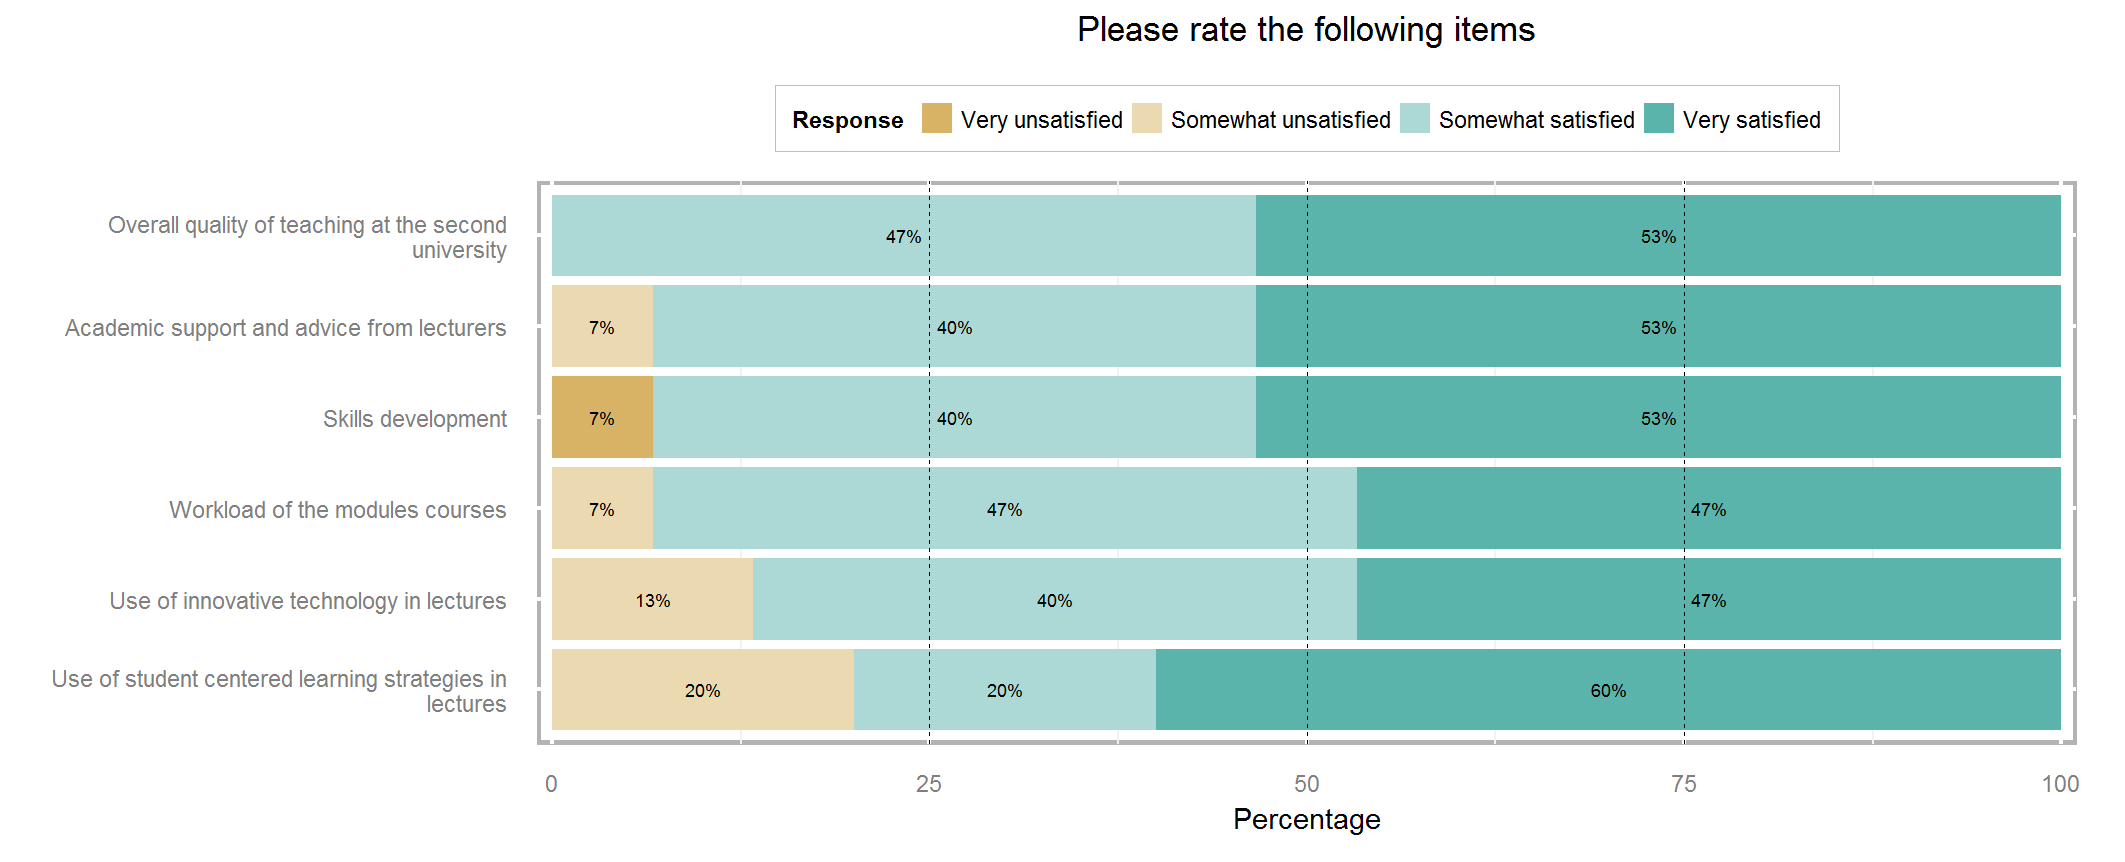 Please rate the following items
Response Very unsatisfied Somewhat unsatisfied Somewhat satisfied Very satisfied
Overall quality of teaching at the second
university
47% 53%
Academic support and advice from lecturers
7% 40% 53%
Skills development
7% 40% 53%
Workload of the modules courses
7% 47% 47%
Use of innovative technology in lectures
13% 40% 47%
Use of student centered learning strategies in
lectures
20% 20% 60%
0 25 50 75 100
Percentage